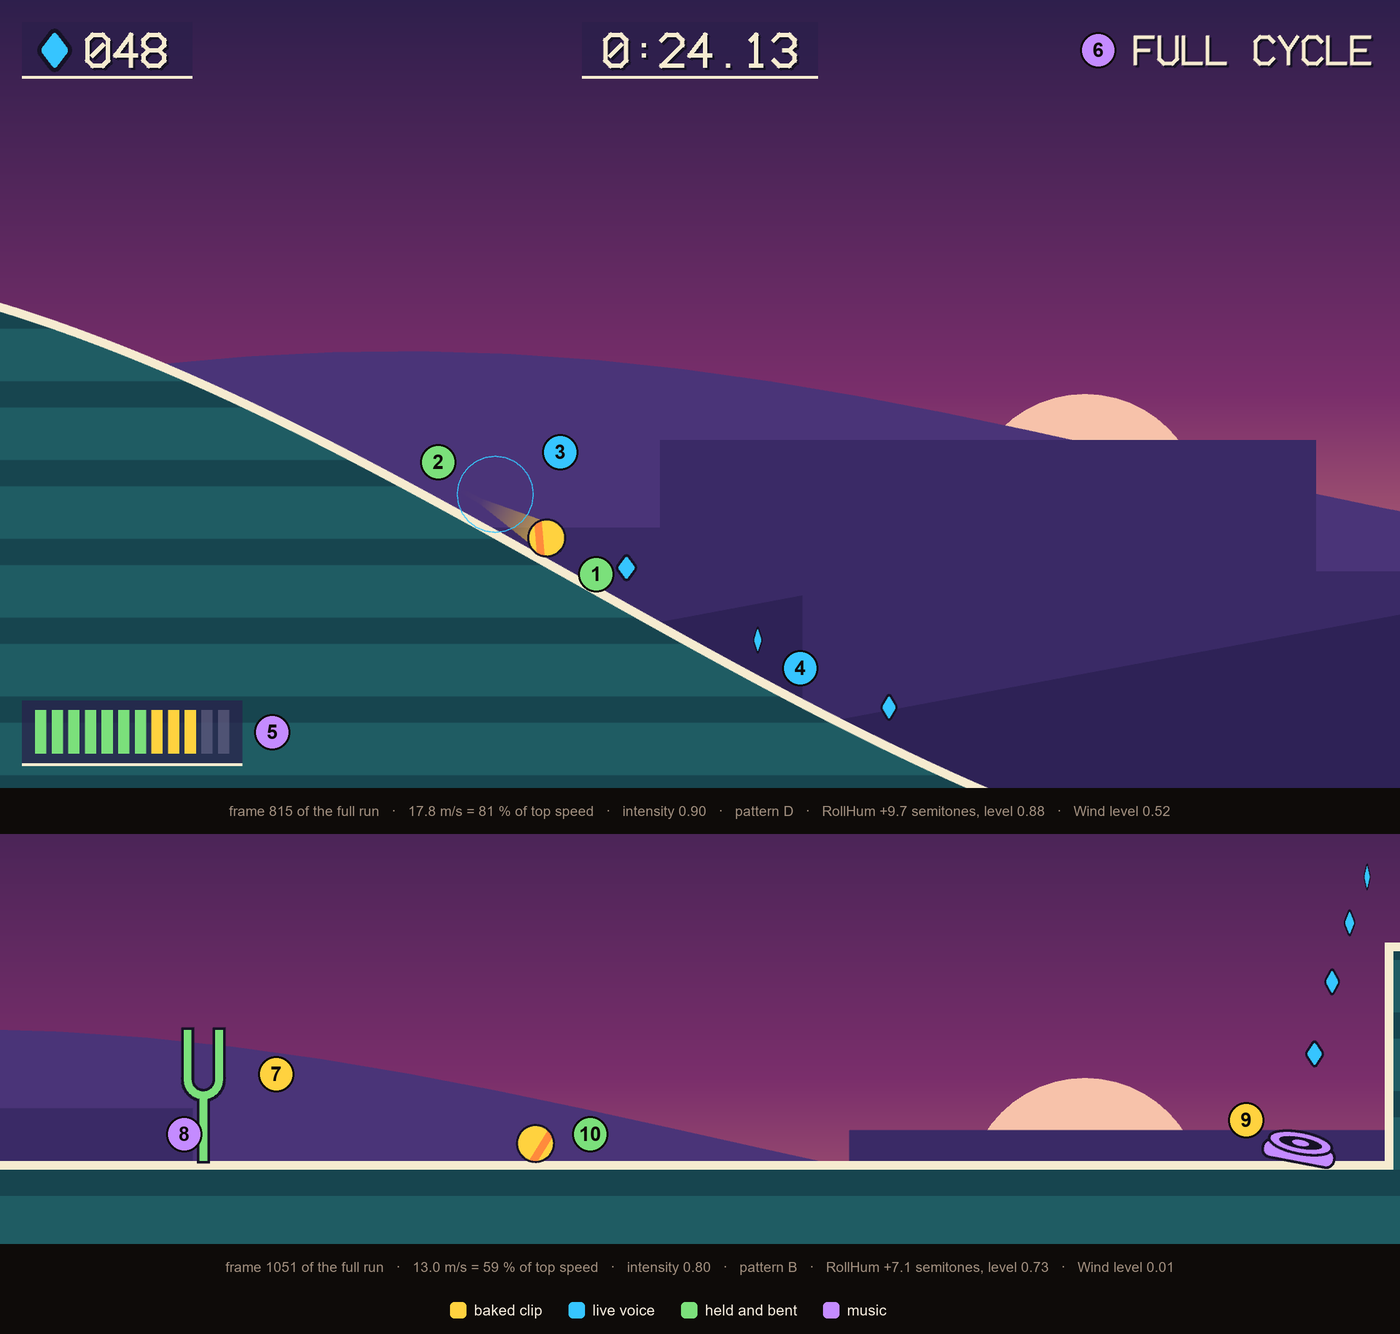 048
0:24.13
6 FULL CYCLE
2
3
1
4
5
frame 815 of the full run · 17.8 m/s = 81 % of top speed · intensity 0.90 · pattern D · RollHum +9.7 semitones, level 0.88 · Wind level 0.52
7
8
10
9
frame 1051 of the full run · 13.0 m/s = 59 % of top speed · intensity 0.80 · pattern B · RollHum +7.1 semitones, level 0.73 · Wind level 0.01
baked clip live voice held and bent music